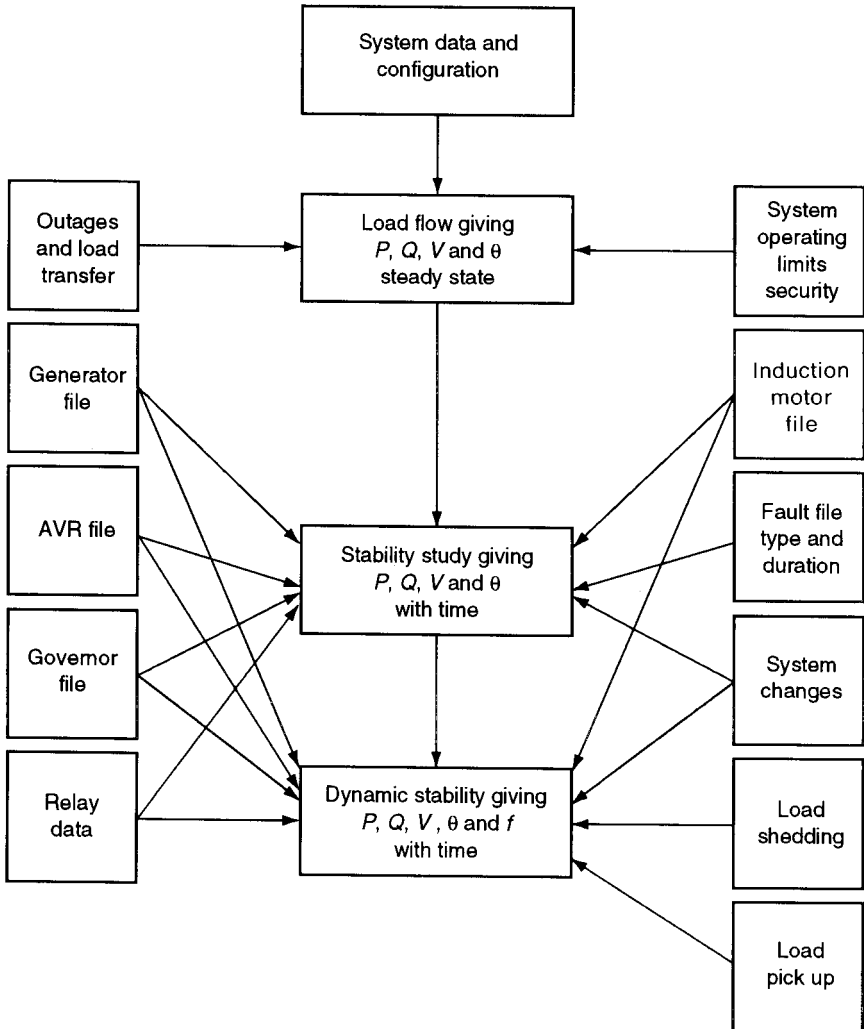 System data and
configuration
Outages
and load
transfer
Load flow giving
P, Q, V and θ
steady state
System
operating
limits
security
Generator
file
Induction
motor
file
AVR file
Stability study giving
P, Q, V and θ
with time
Fault file
type and
duration
Governor
file
System
changes
Relay
data
Dynamic stability giving
P, Q, V , θ and f
with time
Load
shedding
Load
pick up